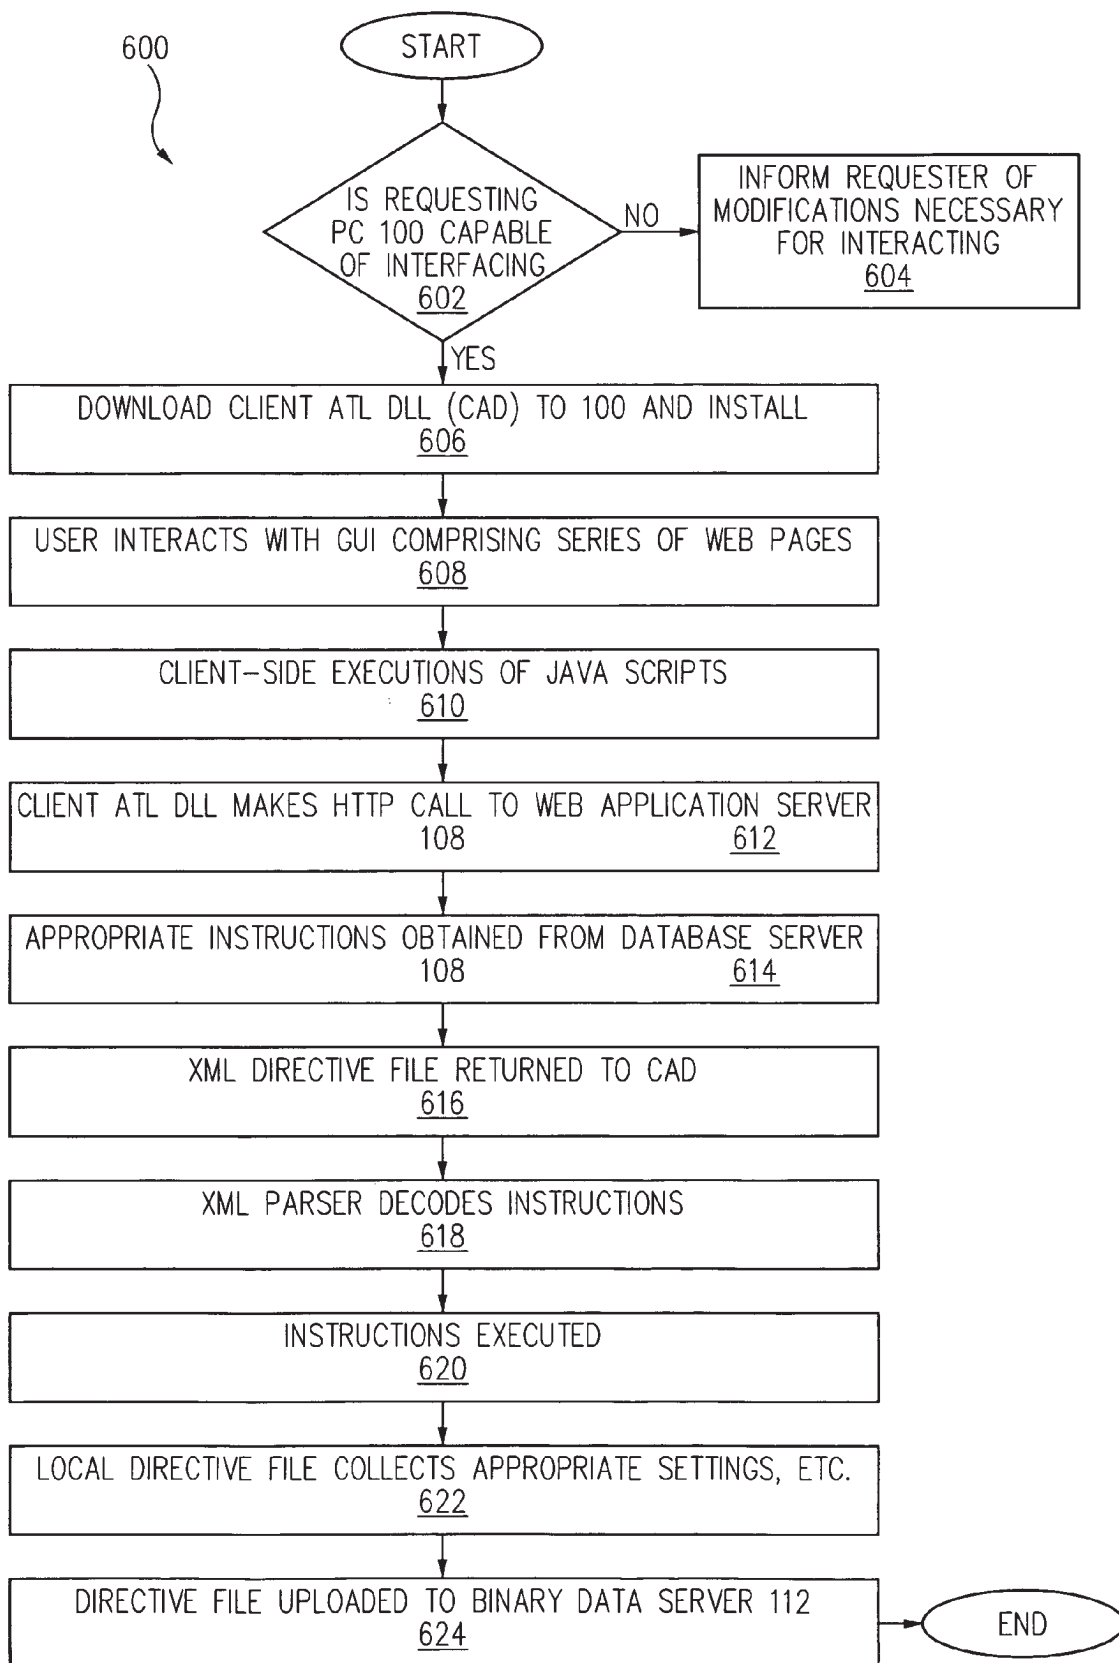 600
START
IS REQUESTING
PC 100 CAPABLE
OF INTERFACING
602
NO
INFORM REQUESTER OF
MODIFICATIONS NECESSARY
FOR INTERACTING
604
YES
DOWNLOAD CLIENT ATL DLL (CAD) TO 100 AND INSTALL
606
USER INTERACTS WITH GUI COMPRISING SERIES OF WEB PAGES
608
CLIENT-SIDE EXECUTIONS OF JAVA SCRIPTS
610
CLIENT ATL DLL MAKES HTTP CALL TO WEB APPLICATION SERVER
108 612
APPROPRIATE INSTRUCTIONS OBTAINED FROM DATABASE SERVER
108 614
XML DIRECTIVE FILE RETURNED TO CAD
616
XML PARSER DECODES INSTRUCTIONS
618
INSTRUCTIONS EXECUTED
620
LOCAL DIRECTIVE FILE COLLECTS APPROPRIATE SETTINGS, ETC.
622
DIRECTIVE FILE UPLOADED TO BINARY DATA SERVER 112
624
END